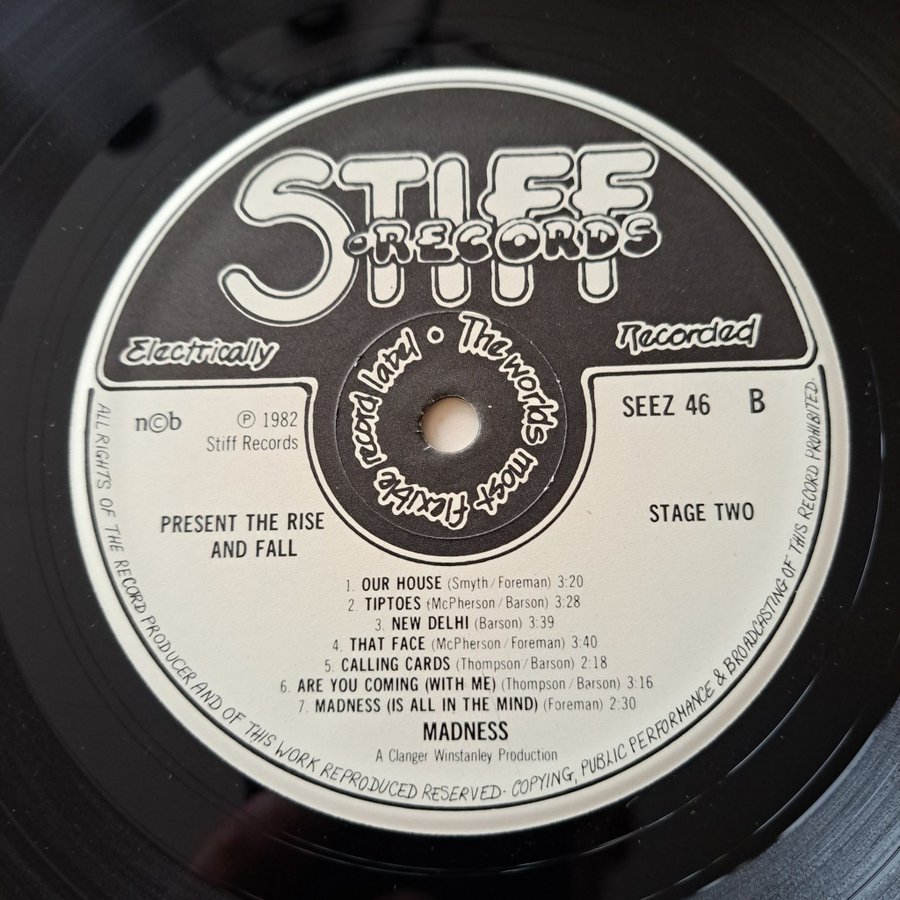 STIFF
RECORDS
Electrically
Recorded
The worlds most flexible record label
n©b
℗ 1982
Stiff Records
SEEZ 46 B
PRESENT THE RISE
AND FALL
STAGE TWO
1. OUR HOUSE (Smyth/Foreman) 3:20
2. TIPTOES (McPherson/Barson) 3:28
3. NEW DELHI (Barson) 3:39
4. THAT FACE (McPherson/Foreman) 3:40
5. CALLING CARDS (Thompson/Barson) 2:18
6. ARE YOU COMING (WITH ME) (Thompson/Barson) 3:16
7. MADNESS (IS ALL IN THE MIND) (Foreman) 2:30
MADNESS
A Clanger Winstanley Production
ALL RIGHTS OF THE RECORD PRODUCER AND OF THIS WORK REPRODUCED RESERVED · COPYING, PUBLIC PERFORMANCE & BROADCASTING OF THIS RECORD PROHIBITED.